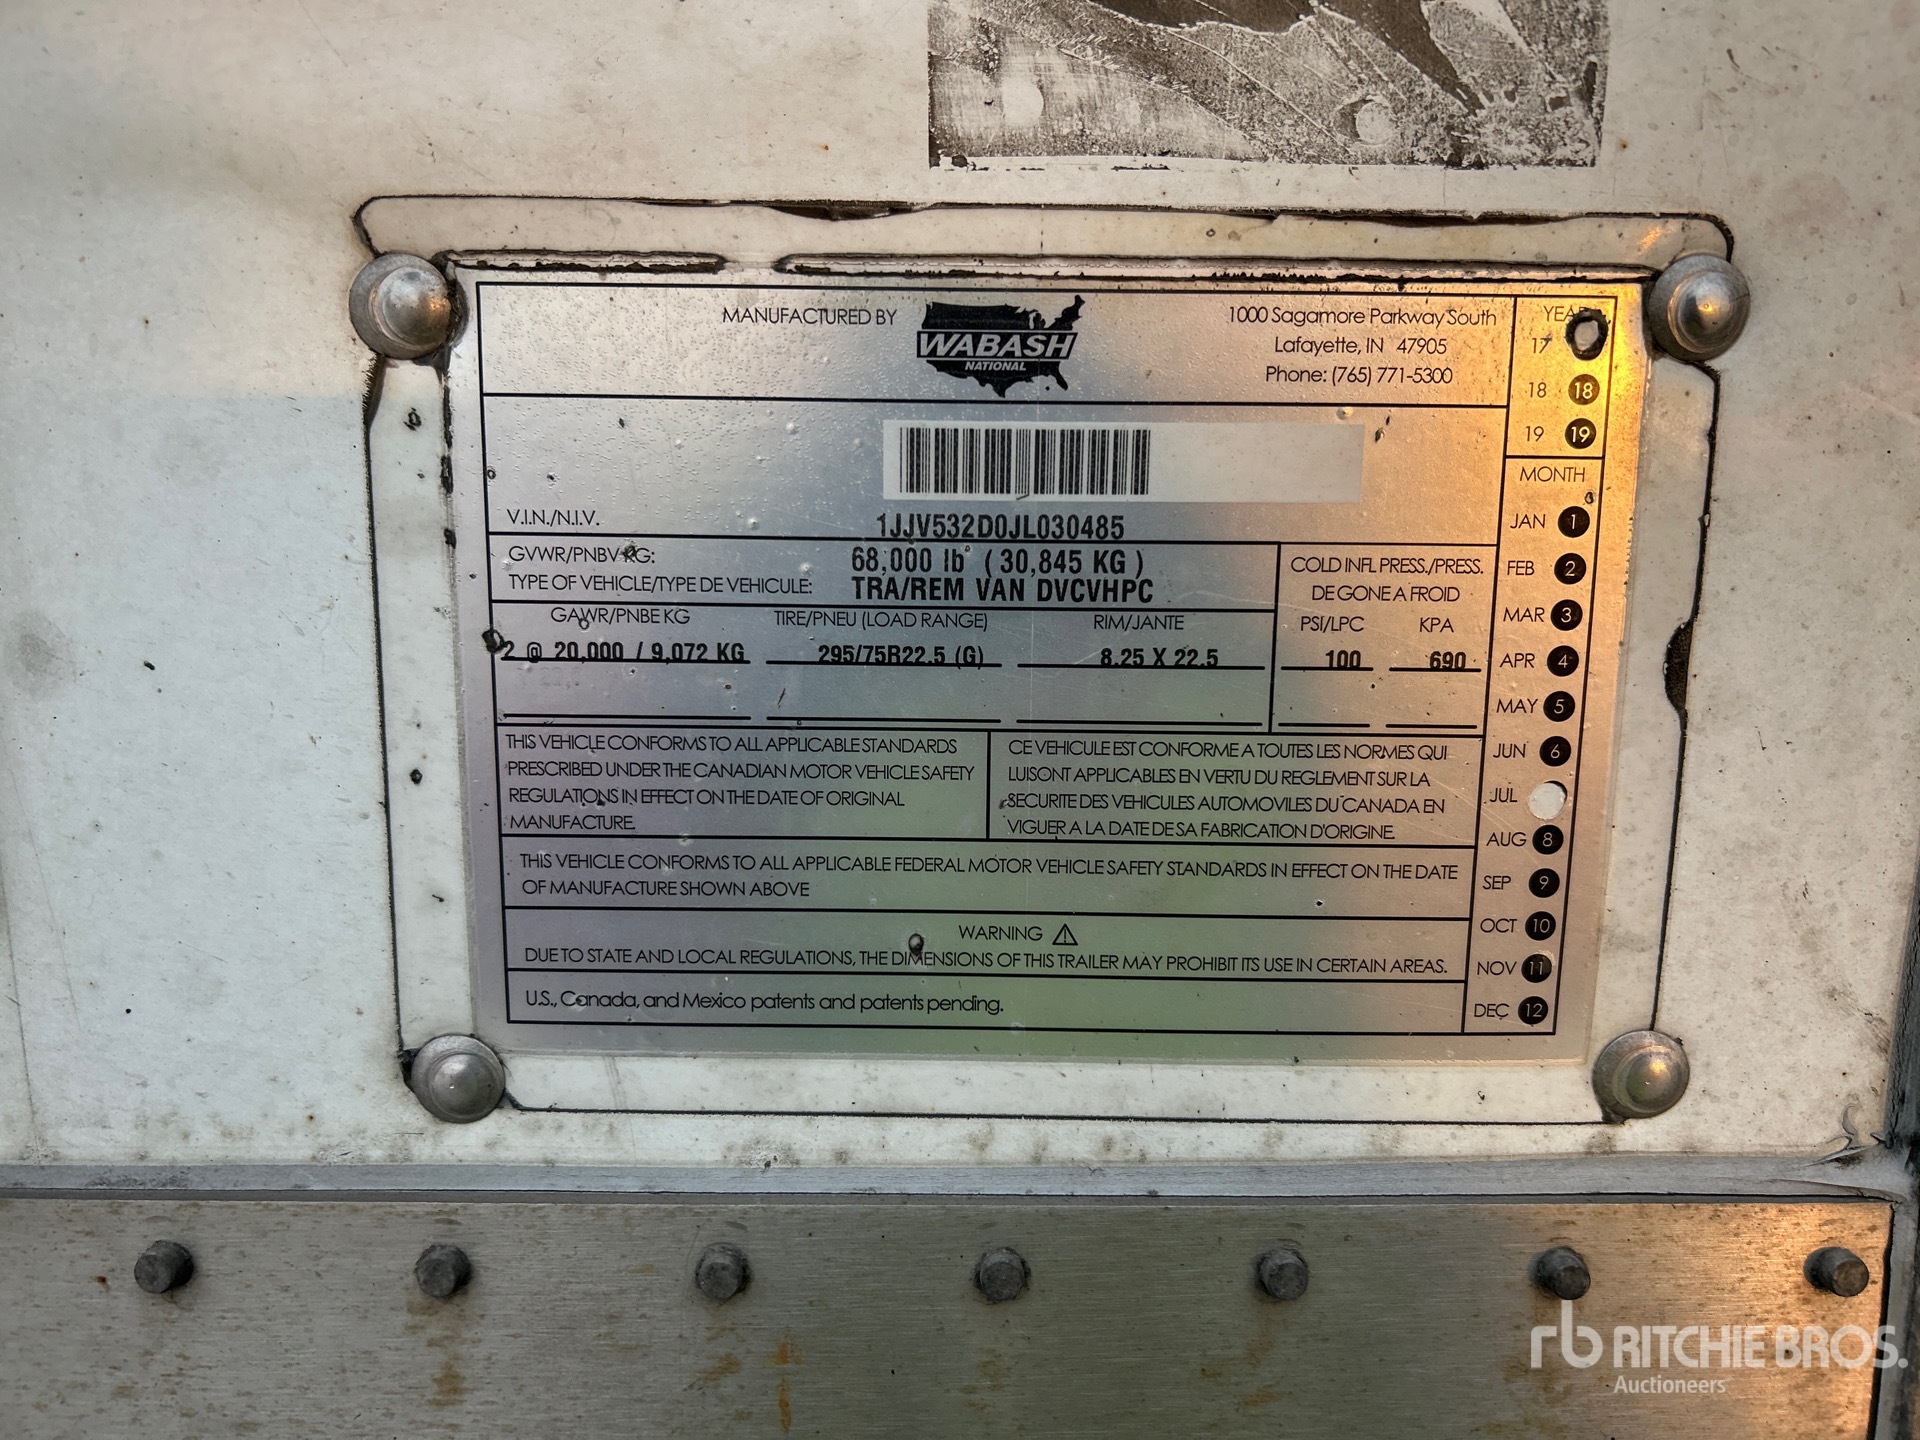 MANUFACTURED BY
WABASH
NATIONAL
1000 Sagamore Parkway South
Lafayette, IN 47905
Phone: (765) 771-5300
V.I.N./N.I.V.
1JJV532D0JL030485
GVWR/PNBV KG: 68,000 lb ( 30,845 KG )
TYPE OF VEHICLE/TYPE DE VEHICULE: TRA/REM VAN DVCVHPC
COLD INFL PRESS./PRESS.
DE GONE A FROID
GAWR/PNBE KG TIRE/PNEU (LOAD RANGE) RIM/JANTE PSI/LPC KPA
2 @ 20,000 / 9,072 KG 295/75R22.5 (G) 8.25 X 22.5 100 690
THIS VEHICLE CONFORMS TO ALL APPLICABLE STANDARDS
PRESCRIBED UNDER THE CANADIAN MOTOR VEHICLE SAFETY
REGULATIONS IN EFFECT ON THE DATE OF ORIGINAL
MANUFACTURE.
CE VEHICULE EST CONFORME A TOUTES LES NORMES QUI
LUISONT APPLICABLES EN VERTU DU REGLEMENT SUR LA
SECURITE DES VEHICULES AUTOMOVILES DU CANADA EN
VIGUER A LA DATE DE SA FABRICATION D'ORIGINE.
THIS VEHICLE CONFORMS TO ALL APPLICABLE FEDERAL MOTOR VEHICLE SAFETY STANDARDS IN EFFECT ON THE DATE
OF MANUFACTURE SHOWN ABOVE
WARNING
DUE TO STATE AND LOCAL REGULATIONS, THE DIMENSIONS OF THIS TRAILER MAY PROHIBIT ITS USE IN CERTAIN AREAS.
U.S., Canada, and Mexico patents and patents pending.
YEAR
17
18 18
19 19
MONTH
JAN 1
FEB 2
MAR 3
APR 4
MAY 5
JUN 6
JUL
AUG 8
SEP 9
OCT 10
NOV 11
DEC 12
rb RITCHIE BROS.
Auctioneers